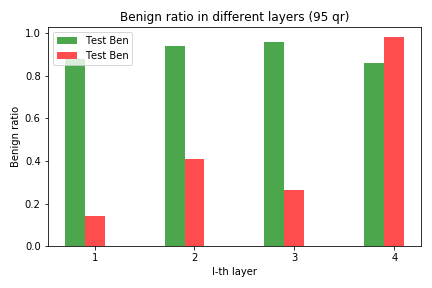 Benign ratio in different layers (95 qr)
Test Ben
Test Ben
1.0
0.8
0.6
0.4
0.2
0.0
Benign ratio
1 2 3 4
l-th layer